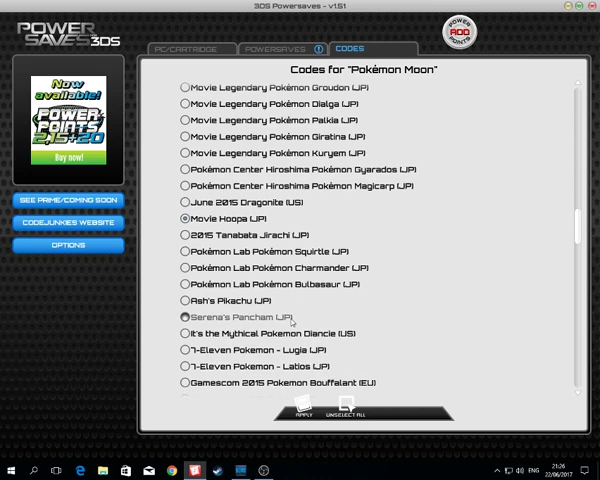 3DS Powersaves - v1.51
POWER
SAVES 3DS
PC/CARTRIDGE
POWERSAVES
CODES
POWER
ADD
POINTS
Codes for "Pokémon Moon"
Now
available!
POWER
POINTS
Buy now!
SEE PRIME/COMING SOON
CODEJUNKIES WEBSITE
OPTIONS
Movie Legendary Pokémon Groudon (JP)
Movie Legendary Pokémon Dialga (JP)
Movie Legendary Pokémon Palkia (JP)
Movie Legendary Pokémon Giratina (JP)
Movie Legendary Pokémon Kuryem (JP)
Pokémon Center Hiroshima Pokémon Gyarados (JP)
Pokémon Center Hiroshima Pokémon Magicarp (JP)
June 2015 Dragonite (US)
Movie Hoopa (JP)
2015 Tanabata Jirachi (JP)
Pokémon Lab Pokémon Squirtle (JP)
Pokémon Lab Pokémon Charmander (JP)
Pokémon Lab Pokémon Bulbasaur (JP)
Ash's Pikachu (JP)
Serena's Pancham (JP)
It's the Mythical Pokemon Diancie (US)
7-Eleven Pokemon - Lugia (JP)
7-Eleven Pokemon - Latios (JP)
Gamescom 2015 Pokemon Bouffalant (EU)
APPLY
UNSELECT ALL
ENG
21:26
22/06/2017